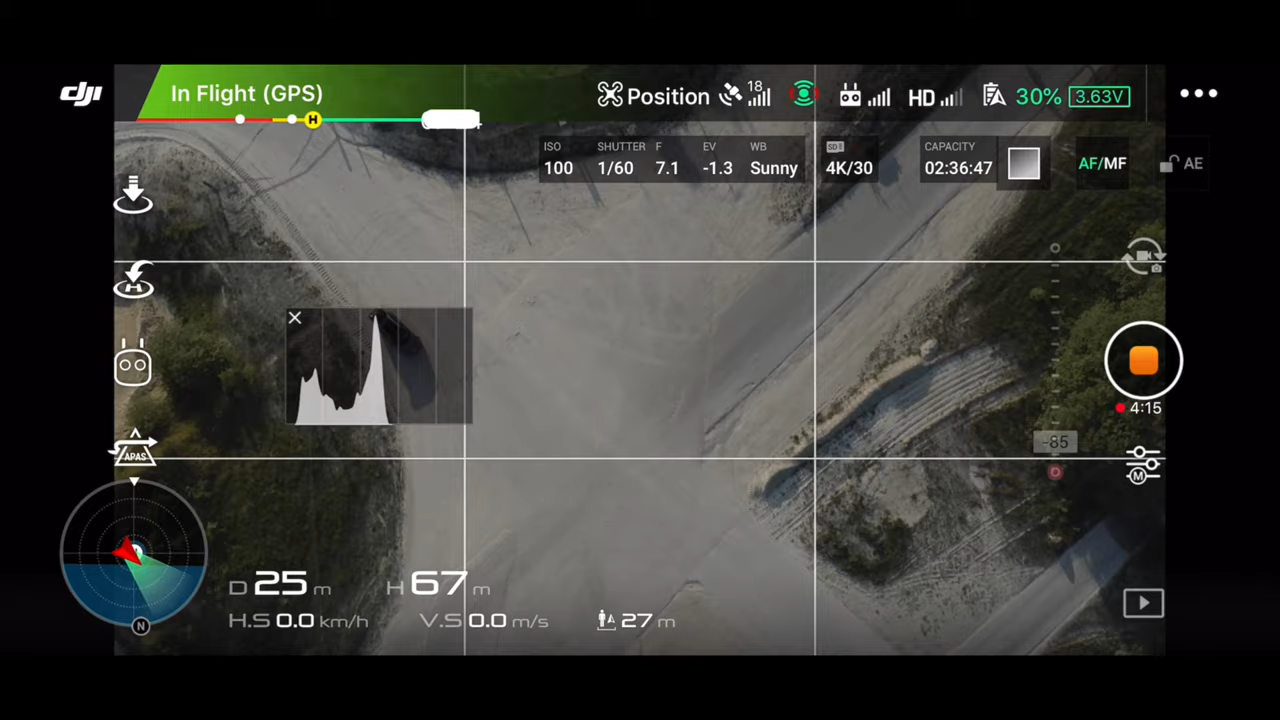 dji
In Flight (GPS)
Position
18
HD
30%
3.63V
H
ISO
100
SHUTTER
1/60
F
7.1
EV
-1.3
WB
Sunny
SD
4K/30
CAPACITY
02:36:47
AF/MF
AE
H
4:15
APAS
-85
M
N
D 25 m
H 67 m
H.S 0.0 km/h
V.S 0.0 m/s
27 m